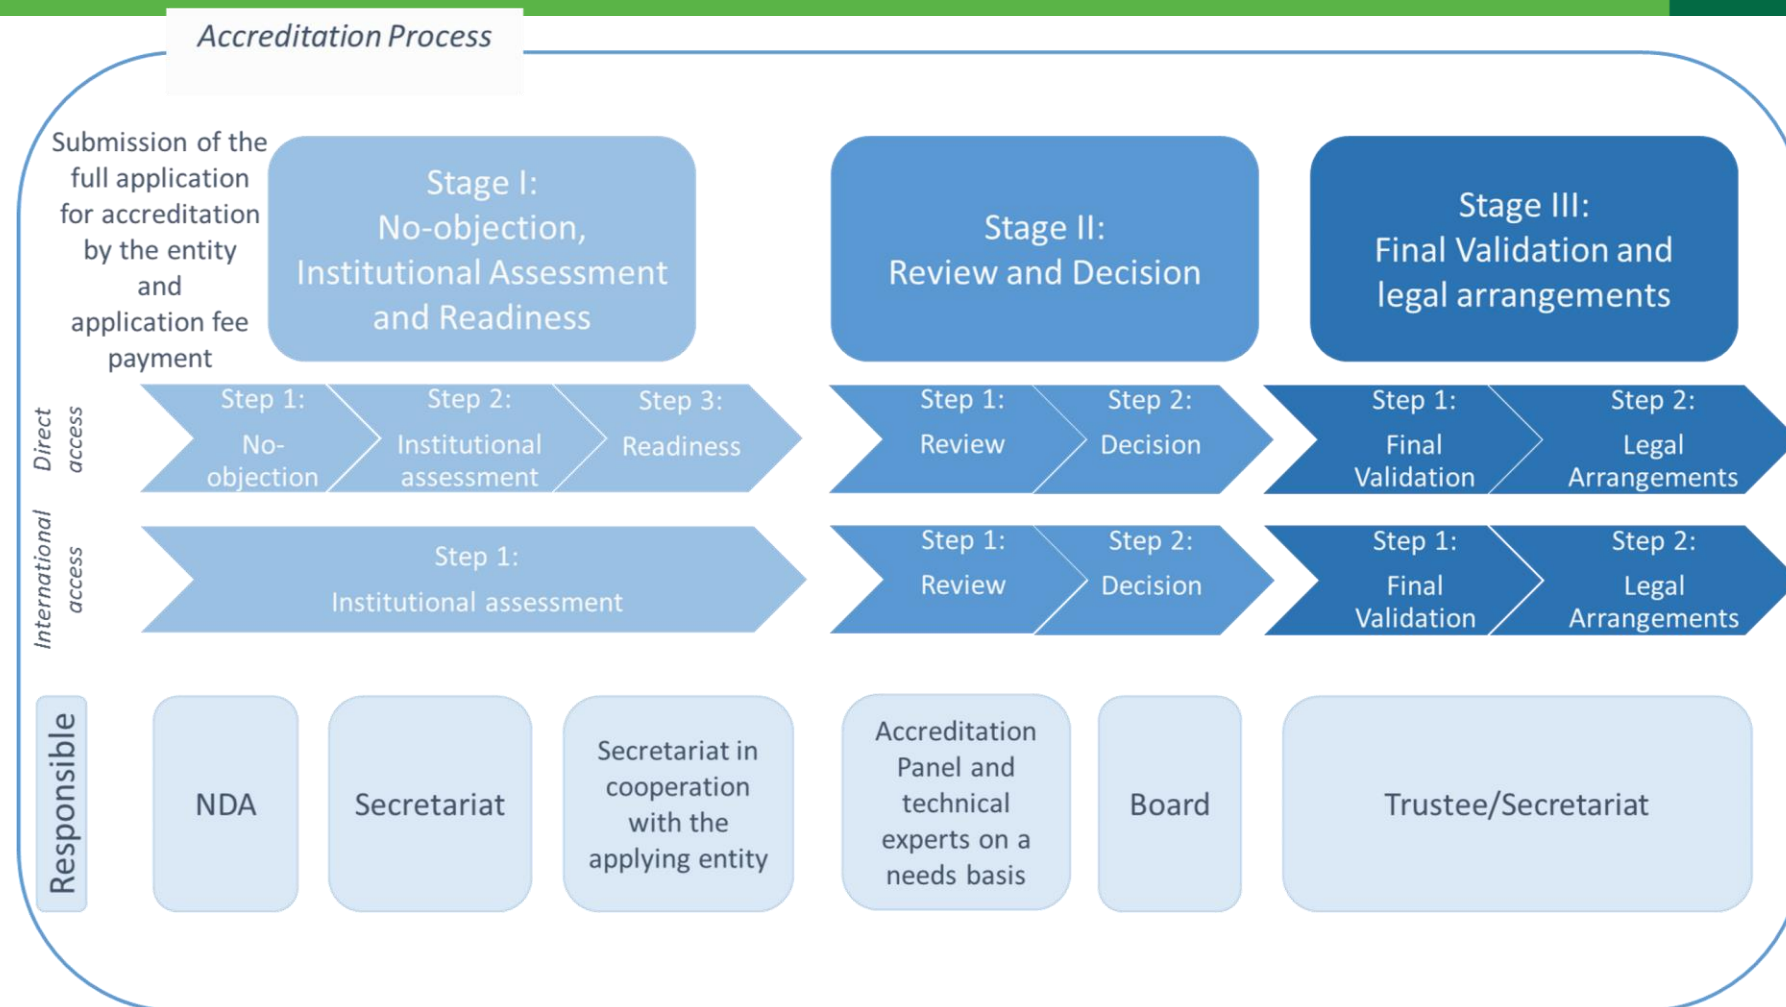 Accreditation Process
Submission of the
full application
for accreditation
by the entity
and
application fee
payment
Stage I:
No-objection,
Institutional Assessment
and Readiness
Stage II:
Review and Decision
Stage III:
Final Validation and
legal arrangements
Direct
access
Step 1:
No-
objection
Step 2:
Institutional
assessment
Step 3:
Readiness
Step 1:
Review
Step 2:
Decision
Step 1:
Final
Validation
Step 2:
Legal
Arrangements
International
access
Step 1:
Institutional assessment
Step 1:
Review
Step 2:
Decision
Step 1:
Final
Validation
Step 2:
Legal
Arrangements
Responsible
NDA
Secretariat
Secretariat in
cooperation
with the
applying entity
Accreditation
Panel and
technical
experts on a
needs basis
Board
Trustee/Secretariat